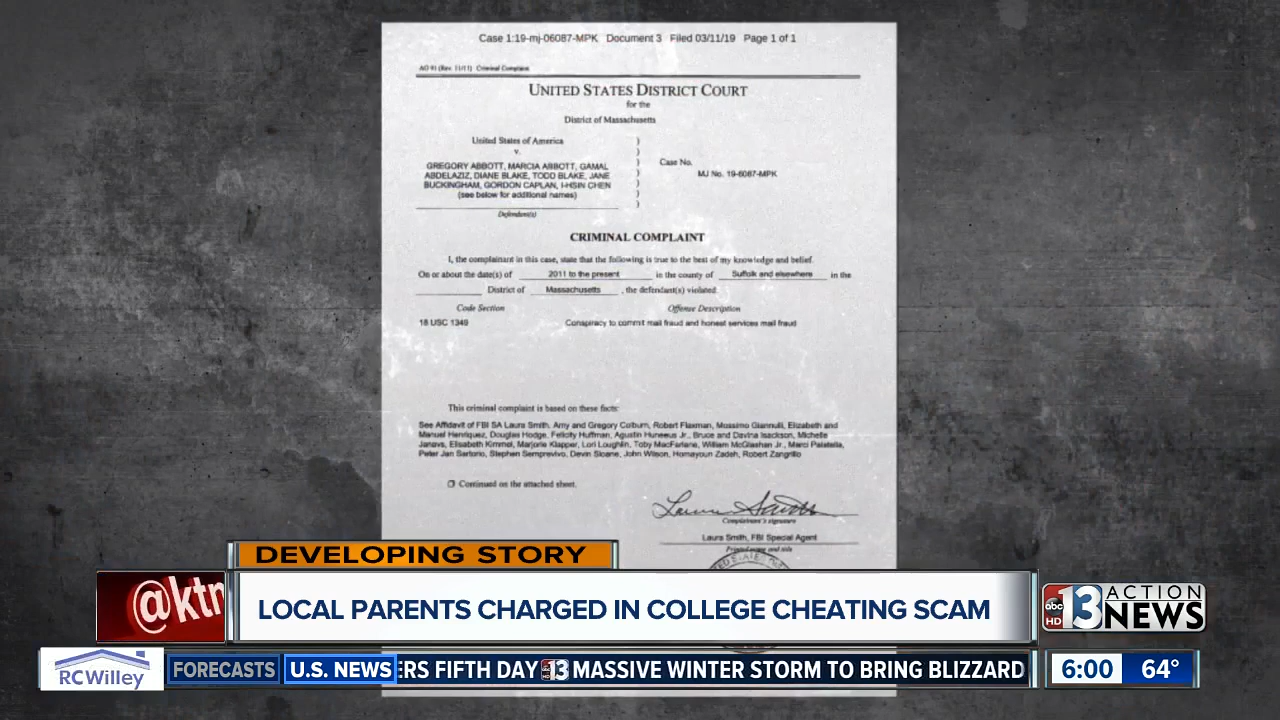 Case 1:19-mj-06087-MPK Document 3 Filed 03/11/19 Page 1 of 1
AO 91 (Rev. 11/11) Criminal Complaint
UNITED STATES DISTRICT COURT
for the
District of Massachusetts
United States of America
v.
GREGORY ABBOTT, MARCIA ABBOTT, GAMAL
ABDELAZIZ, DIANE BLAKE, TODD BLAKE, JANE
BUCKINGHAM, GORDON CAPLAN, I-HSIN CHEN
(see below for additional names)
Defendant(s)
)
)
)
)
)
)
Case No.
MJ No. 19-6087-MPK
CRIMINAL COMPLAINT
I, the complainant in this case, state that the following is true to the best of my knowledge and belief.
On or about the date(s) of 2011 to the present in the county of Suffolk and elsewhere in the
District of Massachusetts , the defendant(s) violated:
Code Section Offense Description
18 USC 1349 Conspiracy to commit mail fraud and honest services mail fraud
This criminal complaint is based on these facts:
See Affidavit of FBI SA Laura Smith, Amy and Gregory Colburn, Robert Flaxman, Mossimo Giannulli, Elizabeth and
Manuel Henriquez, Douglas Hodge, Felicity Huffman, Agustin Huneeus Jr., Bruce and Davina Isackson, Michelle
Janavs, Elisabeth Kimmel, Marjorie Klapper, Lori Loughlin, Toby MacFarlane, William McGlashan Jr., Marci Palatella,
Peter Jan Sartorio, Stephen Semprevivo, Devin Sloane, John Wilson, Homayoun Zadeh, Robert Zangrillo
Continued on the attached sheet.
Laura Smith
Complainant's signature
Laura Smith, FBI Special Agent
Printed name and title
DEVELOPING STORY
@ktn
LOCAL PARENTS CHARGED IN COLLEGE CHEATING SCAM
abc HD 13 ACTION NEWS
RCWilley FORECASTS U.S. NEWS ERS FIFTH DAY 13 MASSIVE WINTER STORM TO BRING BLIZZARD 6:00 64°